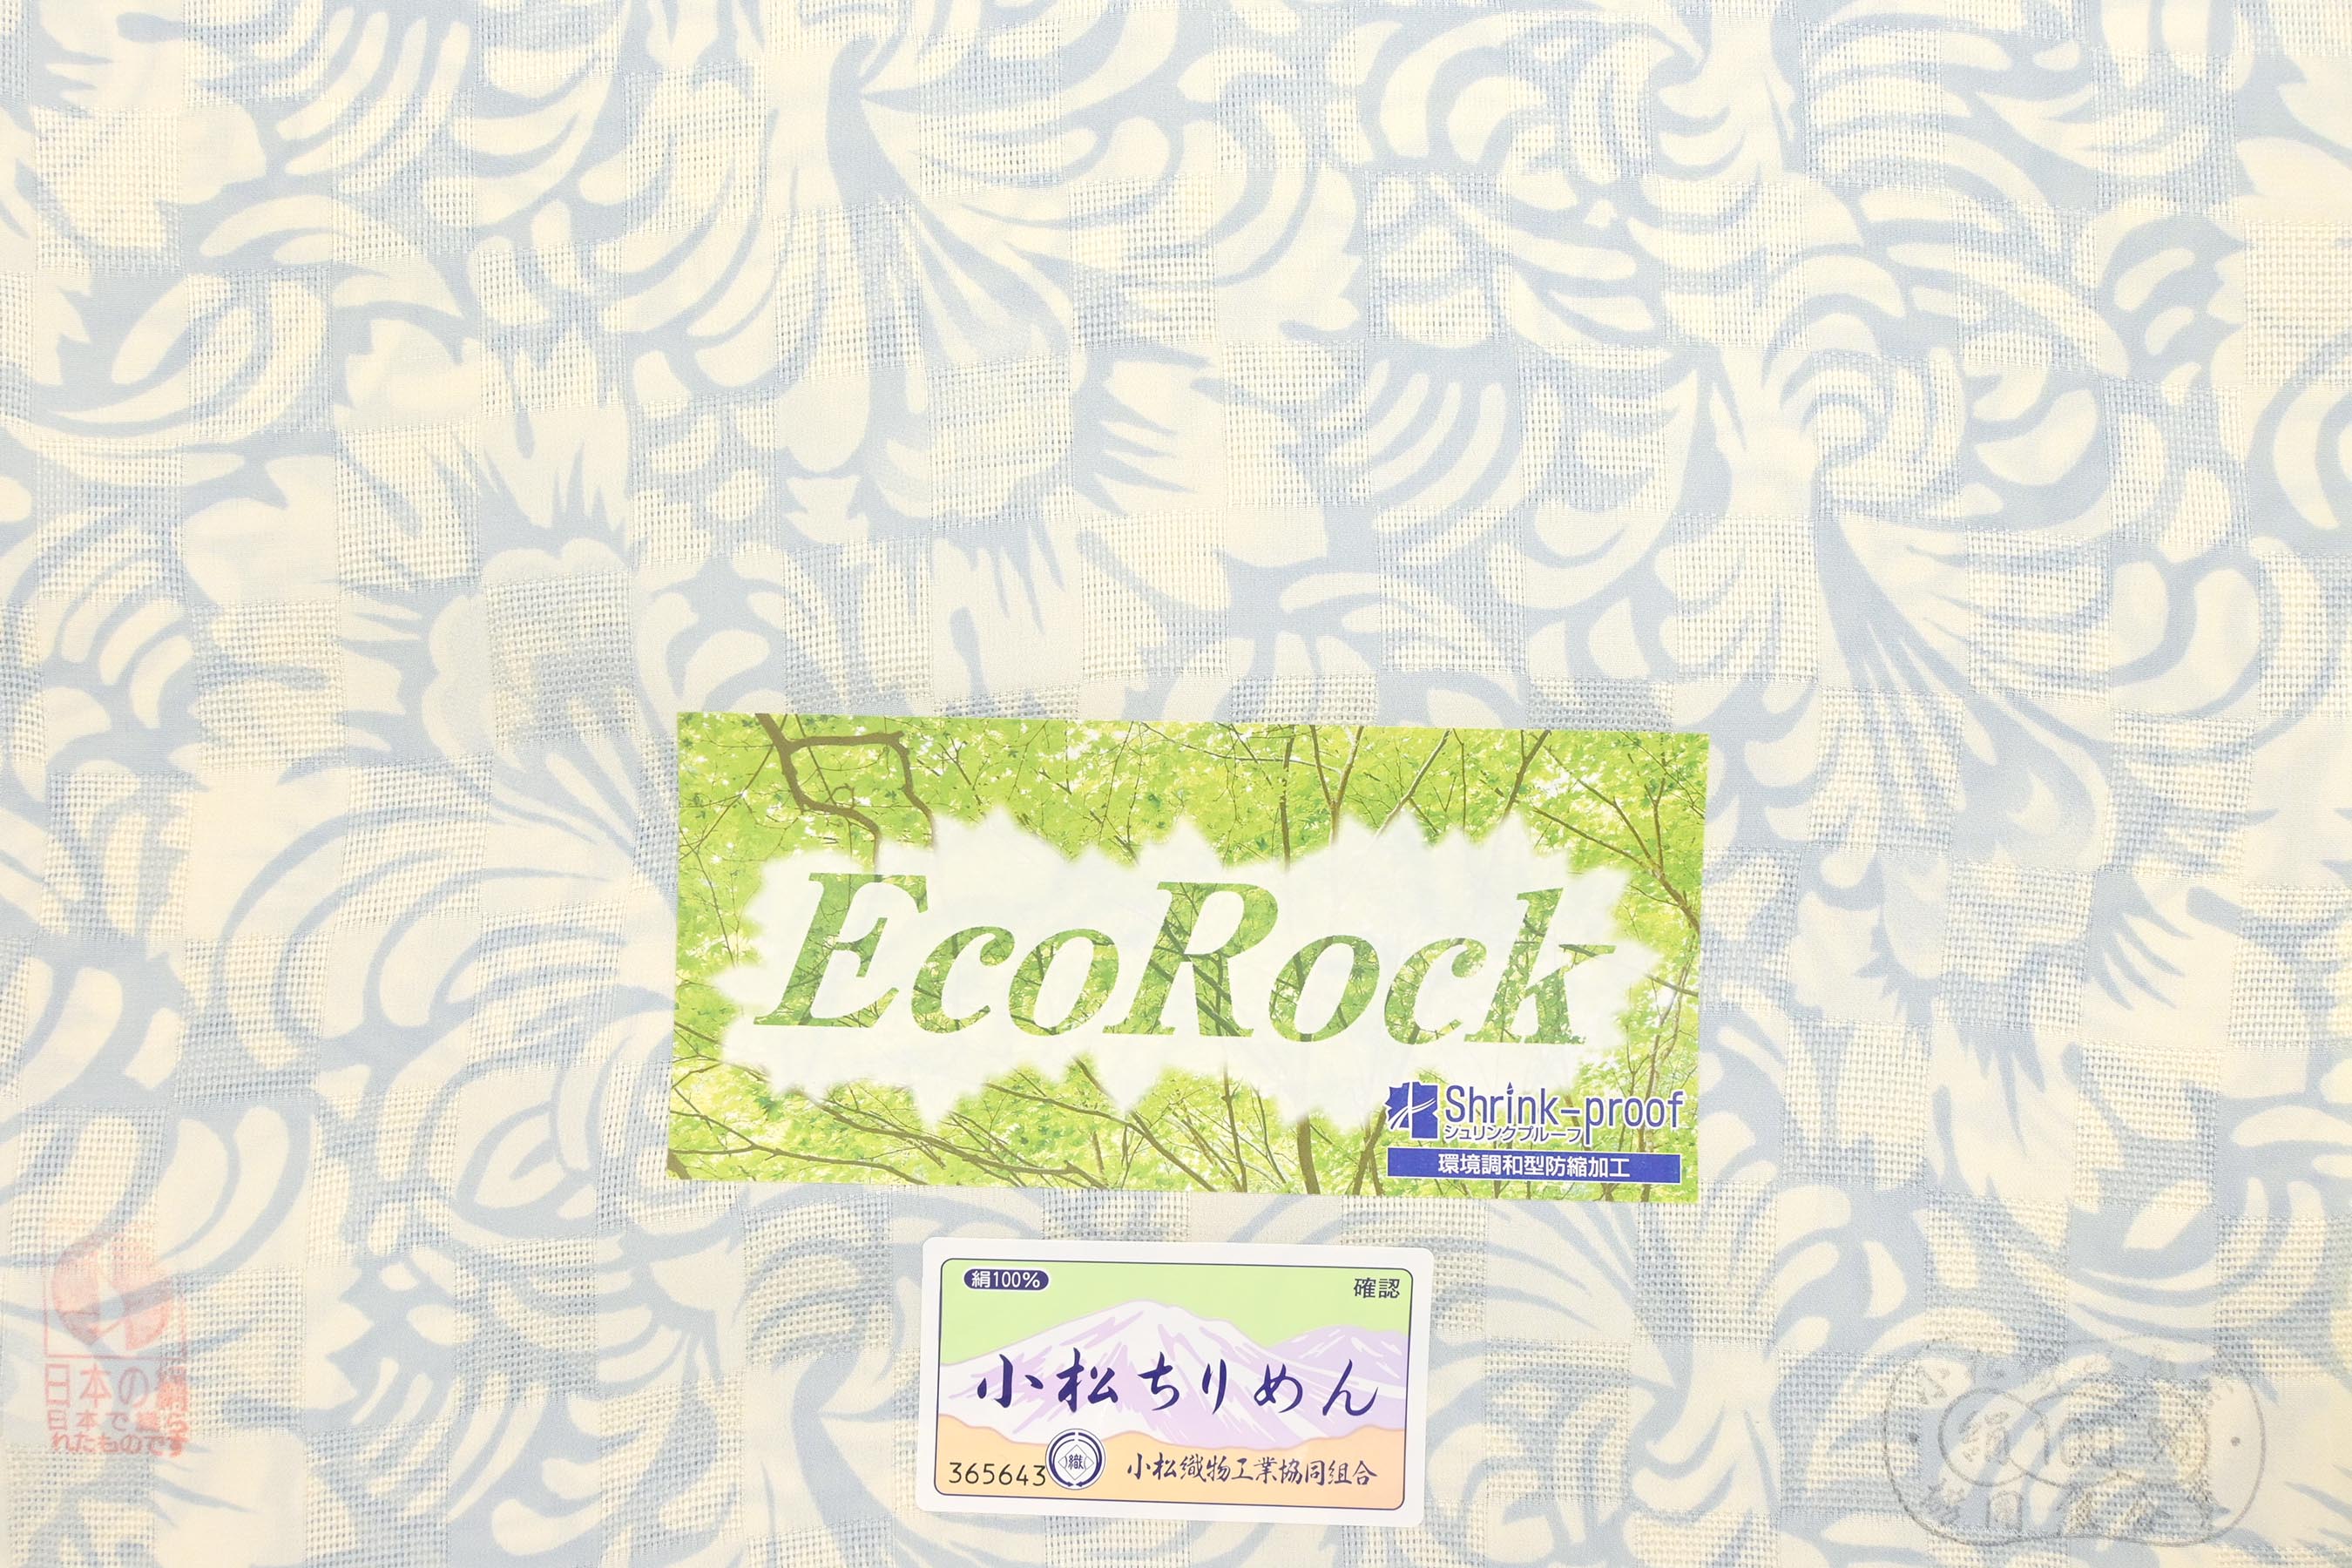 EcoRock
Shrink-proof
シュリンクプルーフ
環境調和型防縮加工
絹100%
確認
小松ちりめん
365643
織
小松織物工業協同組合
日本の絹
日本で織ら
れたものです